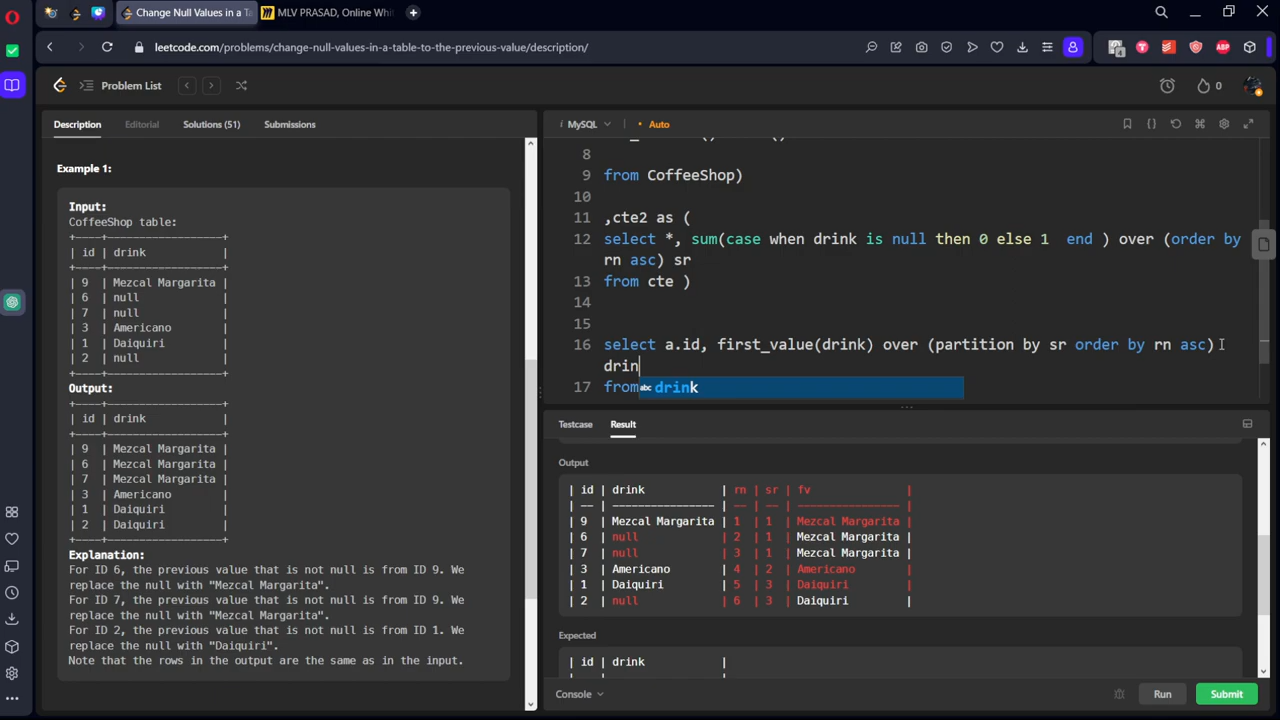 Change Null Values in a Ta
MLV PRASAD, Online Whit
leetcode.com/problems/change-null-values-in-a-table-to-the-previous-value/description/
4
ABP
Problem List
0
Description
Editorial
Solutions (51)
Submissions
Example 1:
Input:
CoffeeShop table:
+----+------------------+
| id | drink |
+----+------------------+
| 9 | Mezcal Margarita |
| 6 | null |
| 7 | null |
| 3 | Americano |
| 1 | Daiquiri |
| 2 | null |
+----+------------------+
Output:
+----+------------------+
| id | drink |
+----+------------------+
| 9 | Mezcal Margarita |
| 6 | Mezcal Margarita |
| 7 | Mezcal Margarita |
| 3 | Americano |
| 1 | Daiquiri |
| 2 | Daiquiri |
+----+------------------+
Explanation:
For ID 6, the previous value that is not null is from ID 9. We
replace the null with "Mezcal Margarita".
For ID 7, the previous value that is not null is from ID 9. We
replace the null with "Mezcal Margarita".
For ID 2, the previous value that is not null is from ID 1. We
replace the null with "Daiquiri".
Note that the rows in the output are the same as in the input.
i MySQL
Auto
8
9 from CoffeeShop)
10
11 ,cte2 as (
12 select *, sum(case when drink is null then 0 else 1 end ) over (order by
rn asc) sr
13 from cte )
14
15
16 select a.id, first_value(drink) over (partition by sr order by rn asc)
drin
17 from
abc drink
Testcase
Result
Output
| id | drink | rn | sr | fv |
| -- | ---------------- | -- | -- | ---------------- |
| 9 | Mezcal Margarita | 1 | 1 | Mezcal Margarita |
| 6 | null | 2 | 1 | Mezcal Margarita |
| 7 | null | 3 | 1 | Mezcal Margarita |
| 3 | Americano | 4 | 2 | Americano |
| 1 | Daiquiri | 5 | 3 | Daiquiri |
| 2 | null | 6 | 3 | Daiquiri |
Expected
| id | drink |
Console
Run
Submit